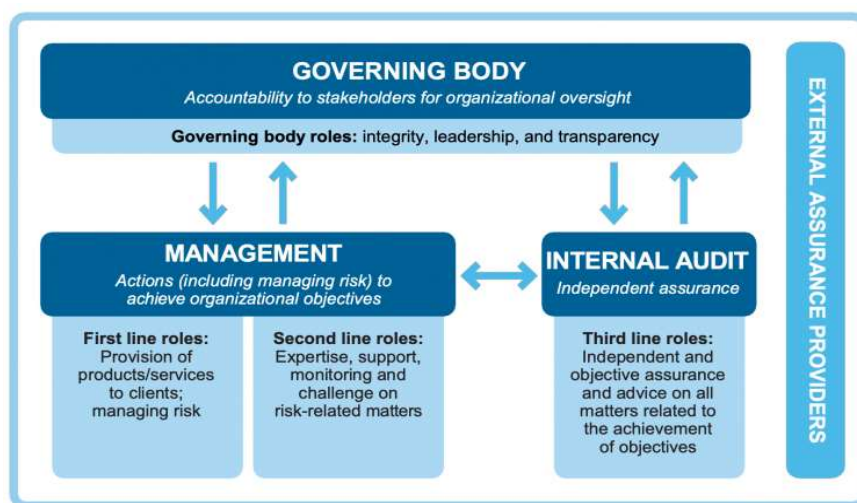 GOVERNING BODY
Accountability to stakeholders for organizational oversight
Governing body roles: integrity, leadership, and transparency
MANAGEMENT
Actions (including managing risk) to
achieve organizational objectives
First line roles:
Provision of
products/services
to clients;
managing risk
Second line roles:
Expertise, support,
monitoring and
challenge on
risk-related matters
INTERNAL AUDIT
Independent assurance
Third line roles:
Independent and
objective assurance
and advice on all
matters related to
the achievement
of objectives
EXTERNAL ASSURANCE PROVIDERS